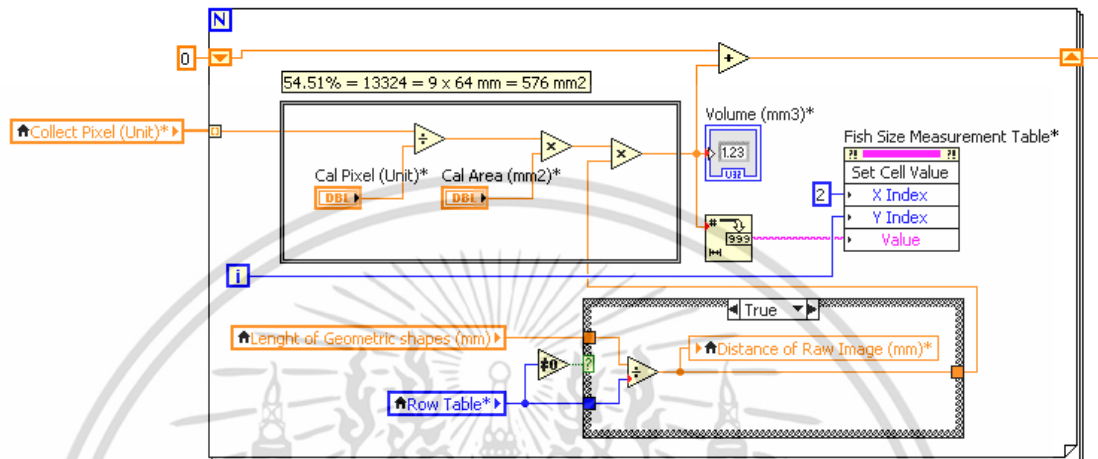 N
0
54.51% = 13324 = 9 x 64 mm = 576 mm2
Collect Pixel (Unit)*
Cal Pixel (Unit)*
Cal Area (mm2)*
DBL
DBL
Volume (mm3)*
1.23
U32
Fish Size Measurement Table*
Set Cell Value
2
X Index
Y Index
Value
# 999
i
True
Lenght of Geometric shapes (mm)
Distance of Raw Image (mm)*
≠0
?
Row Table*